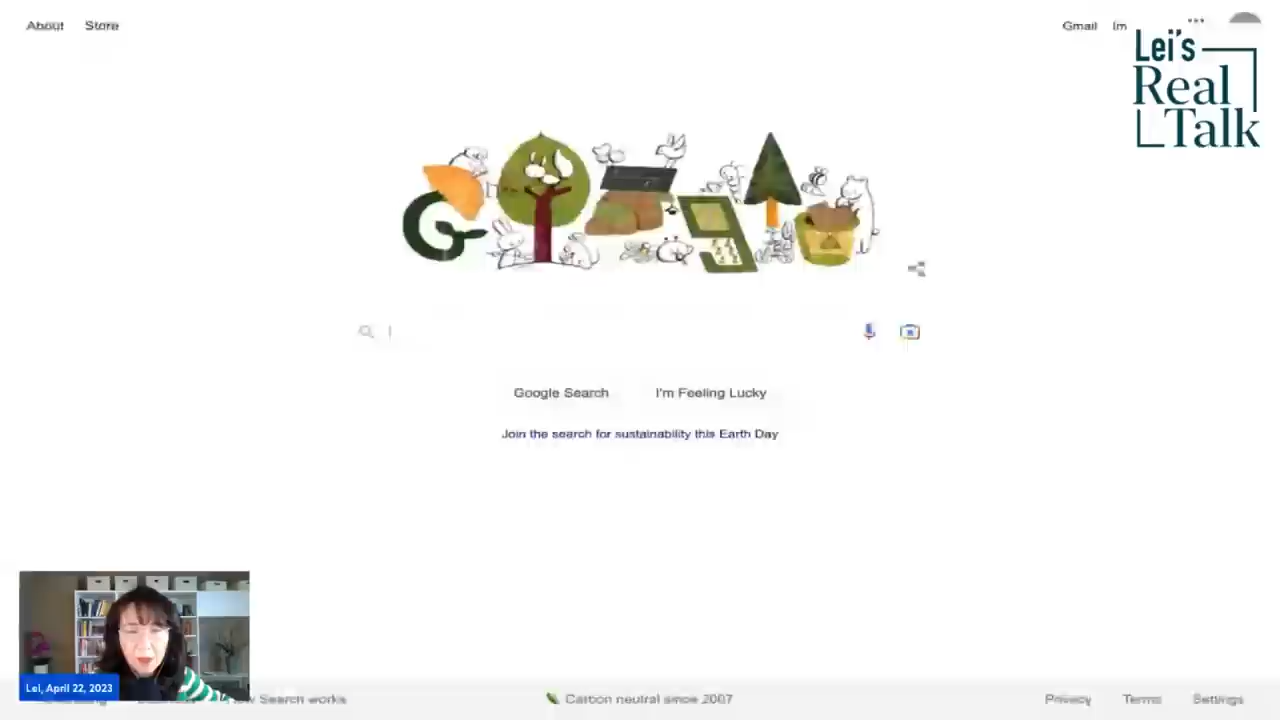 About Store
Gmail Im
Lei's
Real
Talk
Google Search I'm Feeling Lucky
Join the search for sustainability this Earth Day
Lei, April 22, 2023
Search works
Carbon neutral since 2007
Privacy Terms Settings